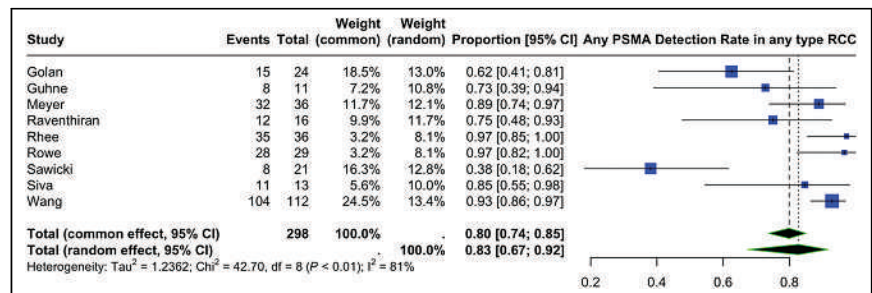 Weight Weight
Study Events Total (common) (random) Proportion [95% CI] Any PSMA Detection Rate in any type RCC
Golan 15 24 18.5% 13.0% 0.62 [0.41; 0.81]
Guhne 8 11 7.2% 10.8% 0.73 [0.39; 0.94]
Meyer 32 36 11.7% 12.1% 0.89 [0.74; 0.97]
Raventhiran 12 16 9.9% 11.7% 0.75 [0.48; 0.93]
Rhee 35 36 3.2% 8.1% 0.97 [0.85; 1.00]
Rowe 28 29 3.2% 8.1% 0.97 [0.82; 1.00]
Sawicki 8 21 16.3% 12.8% 0.38 [0.18; 0.62]
Siva 11 13 5.6% 10.0% 0.85 [0.55; 0.98]
Wang 104 112 24.5% 13.4% 0.93 [0.86; 0.97]
Total (common effect, 95% CI) 298 100.0% . 0.80 [0.74; 0.85]
Total (random effect, 95% CI) . 100.0% 0.83 [0.67; 0.92]
Heterogeneity: Tau² = 1.2362; Chi² = 42.70, df = 8 (P < 0.01); I² = 81%
0.2 0.4 0.6 0.8